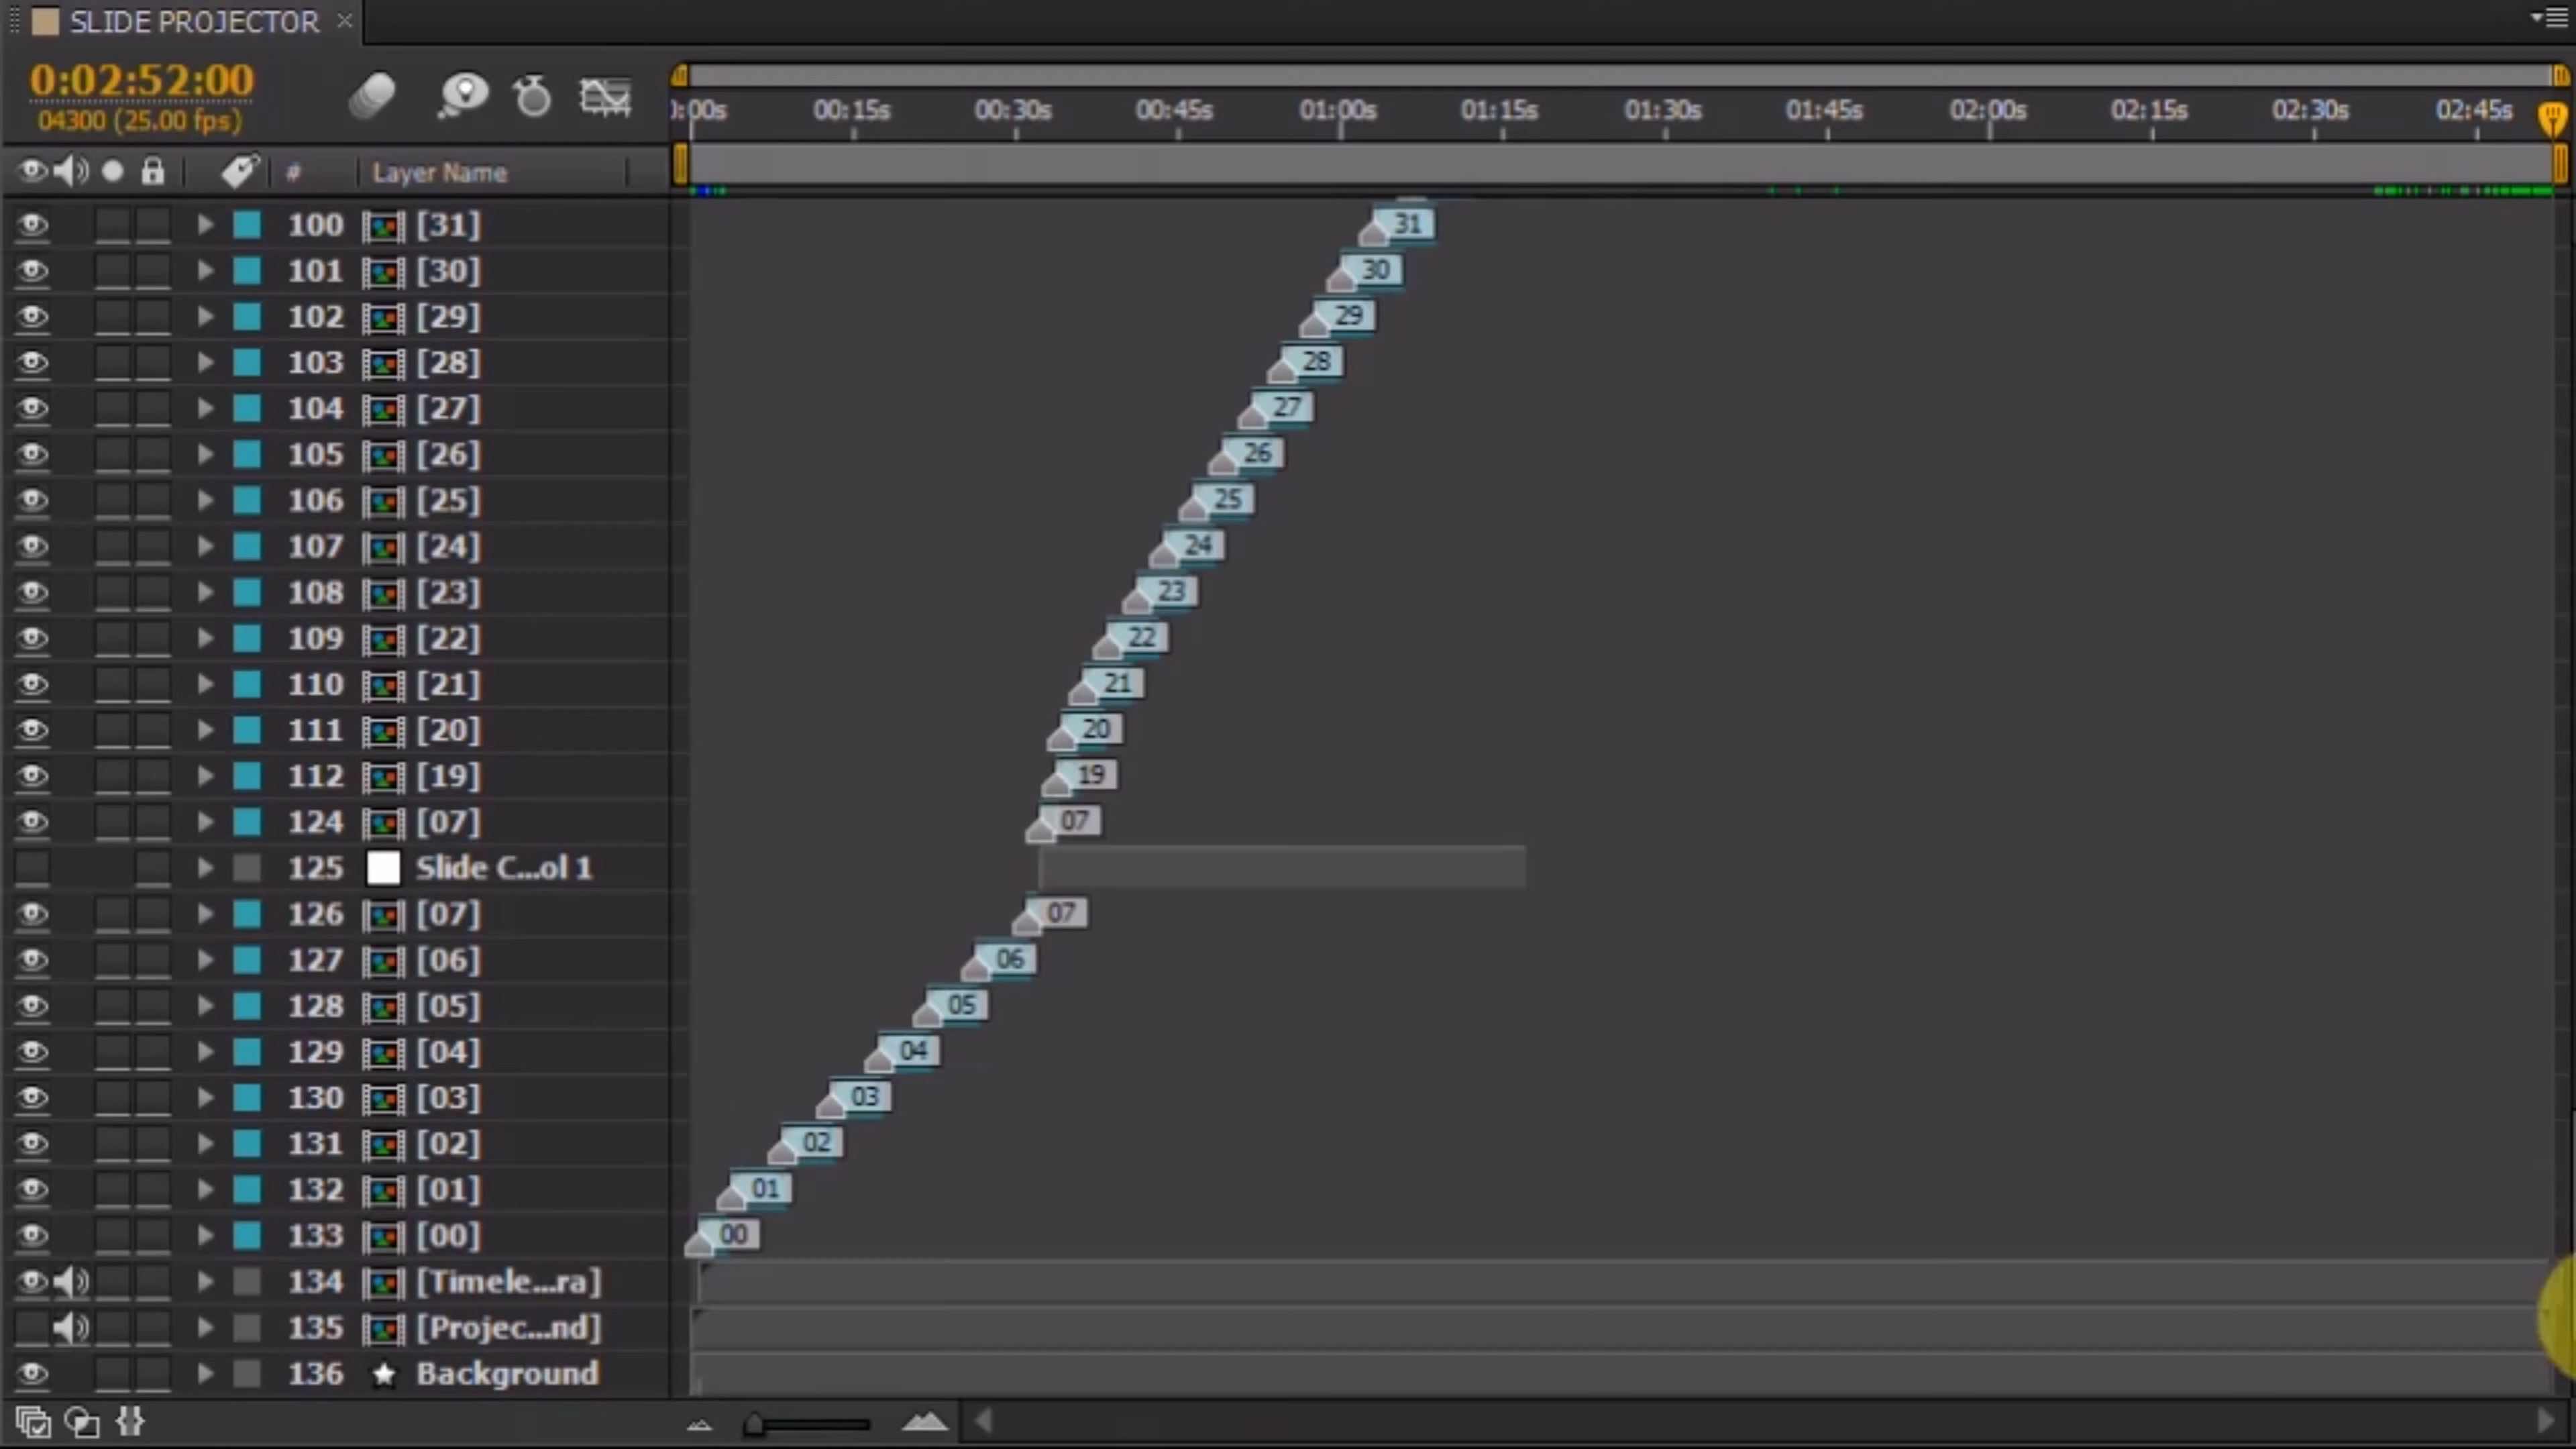 SLIDE PROJECTOR ×
0:02:52:00
04300 (25.00 fps)
):00s 00:15s 00:30s 00:45s 01:00s 01:15s 01:30s 01:45s 02:00s 02:15s 02:30s 02:45s
# Layer Name
100 [31] 31
101 [30] 30
102 [29] 29
103 [28] 28
104 [27] 27
105 [26] 26
106 [25] 25
107 [24] 24
108 [23] 23
109 [22] 22
110 [21] 21
111 [20] 20
112 [19] 19
124 [07] 07
125 Slide C...ol 1
126 [07] 07
127 [06] 06
128 [05] 05
129 [04] 04
130 [03] 03
131 [02] 02
132 [01] 01
133 [00] 00
134 [Timele...ra]
135 [Projec...nd]
136 Background